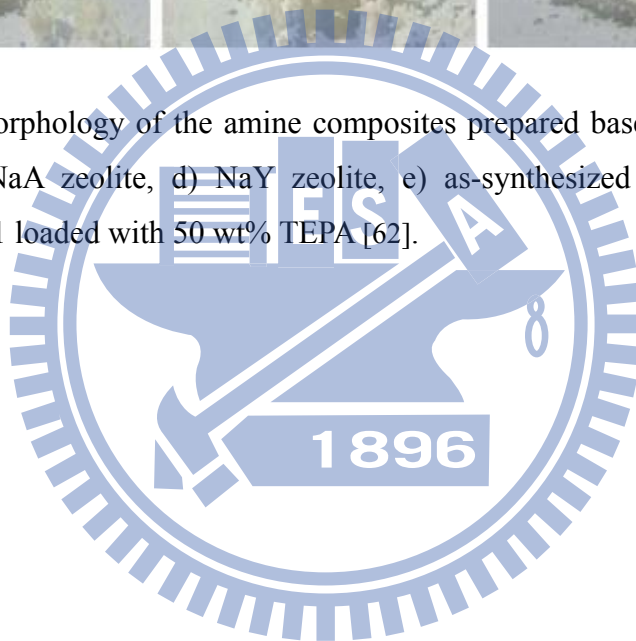 orphology of the amine composites prepared base
NaA zeolite, d) NaY zeolite, e) as-synthesized
1 loaded with 50 wt% TEPA [62].
E S A
1896